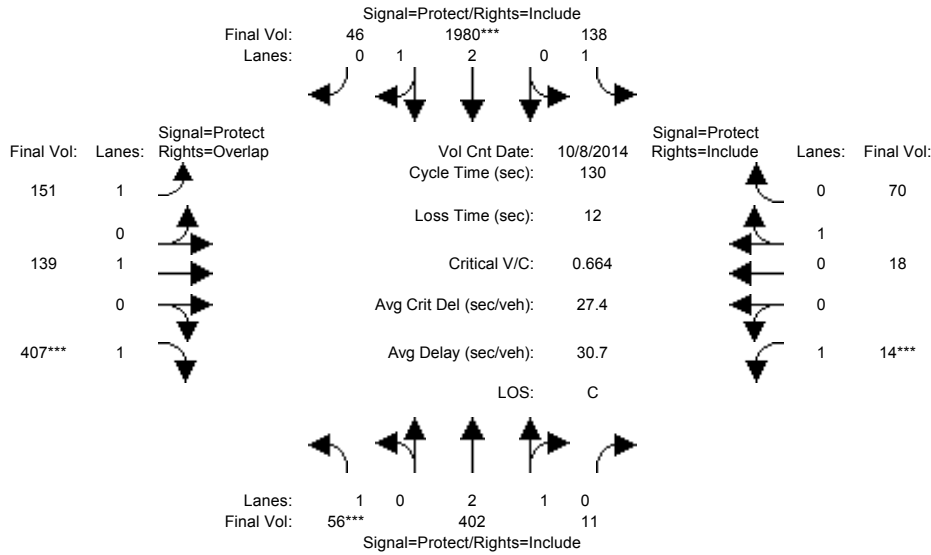 Signal=Protect/Rights=Include
Final Vol: 46 1980*** 138
Lanes: 0 1 2 0 1
Signal=Protect Signal=Protect
Final Vol: Lanes: Rights=Overlap Vol Cnt Date: 10/8/2014 Rights=Include Lanes: Final Vol:
Cycle Time (sec): 130
151 1 0 70
Loss Time (sec): 12
0 1
139 1 Critical V/C: 0.664 0 18
0 Avg Crit Del (sec/veh): 27.4 0
407*** 1 Avg Delay (sec/veh): 30.7 1 14***
LOS: C
Lanes: 1 0 2 1 0
Final Vol: 56*** 402 11
Signal=Protect/Rights=Include